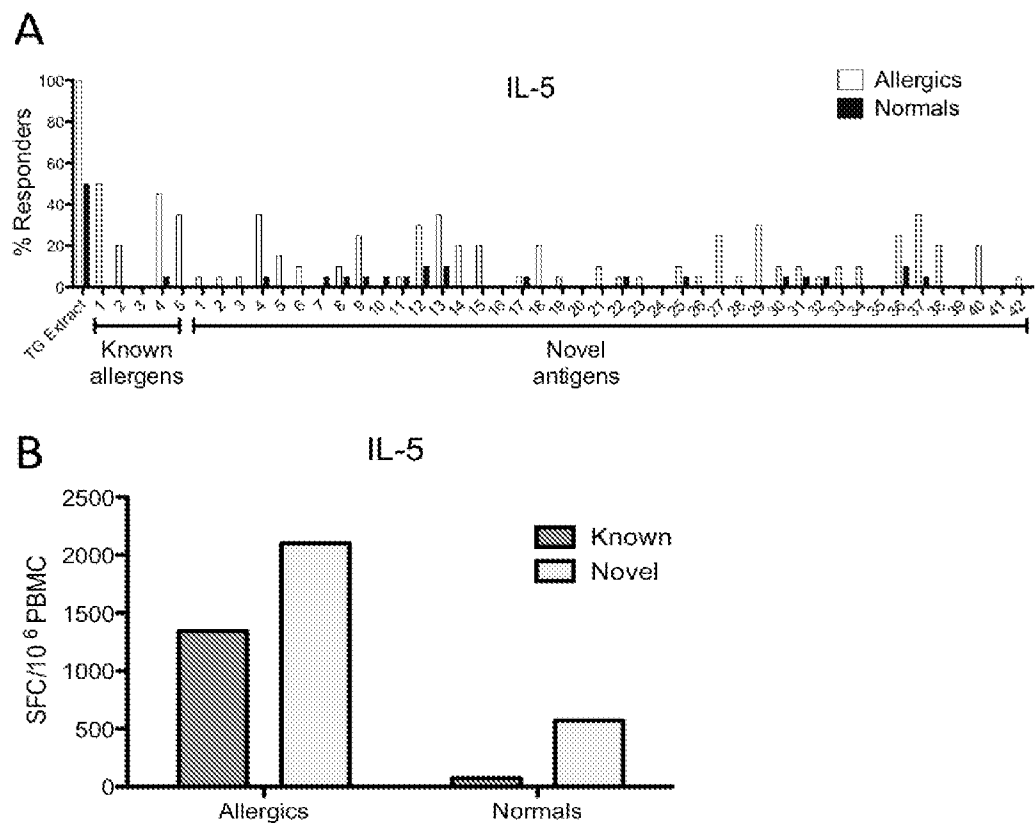 A
IL-5
Allergics
Normals
% Responders
100
80
60
40
20
0
TG Extract 1 2 3 4 5 1 2 3 4 5 6 7 8 9 10 11 12 13 14 15 16 17 18 19 20 21 22 23 24 25 26 27 28 29 30 31 32 33 34 35 36 37 38 39 40 41 42
Known
allergens
Novel
antigens
B
IL-5
2500
2000
1500
1000
500
0
SFC/10 6 PBMC
Known
Novel
Allergics
Normals